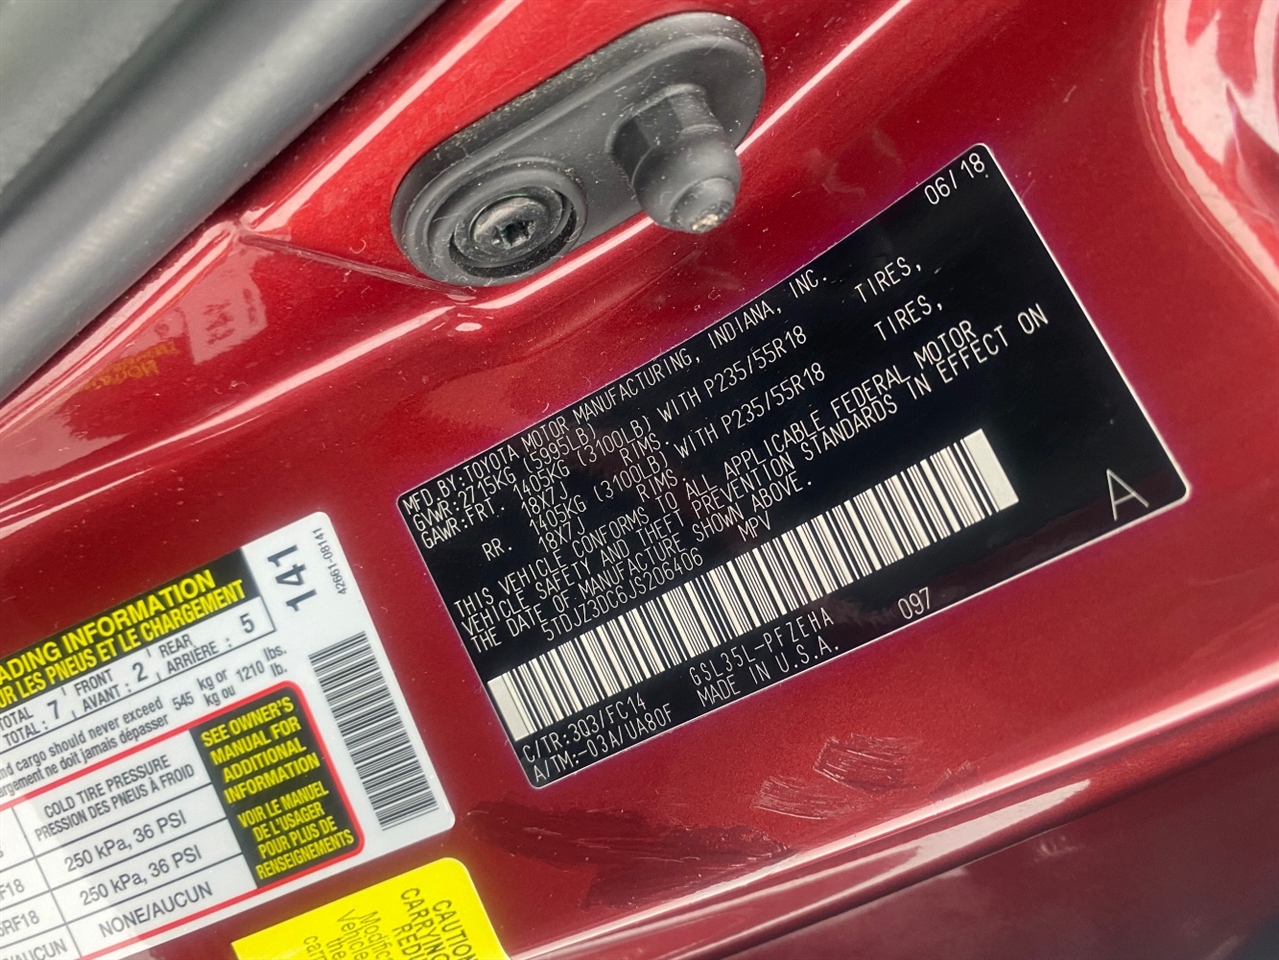 06/18
MFD.BY:TOYOTA MOTOR MANUFACTURING, INDIANA, INC.
GVWR:2715KG (5995LB)
GAWR:FRT. 1405KG (3100LB) WITH P235/55R18 TIRES,
18X7J RIMS.
RR. 1405KG (3100LB) WITH P235/55R18 TIRES,
18X7J RIMS
THIS VEHICLE CONFORMS TO ALL APPLICABLE FEDERAL MOTOR
VEHICLE SAFETY AND THEFT PREVENTION STANDARDS IN EFFECT ON
THE DATE OF MANUFACTURE SHOWN ABOVE.
5TDJZ3DC6JS206406 MPV
A
C/TR:3Q3/FC14 GSL35L-PFZEHA 097
A/TM:-03A/UA80F MADE IN U.S.A.
141
42661-08141
INFORMATION
LES PNEUS ET LE CHARGEMENT
TOTAL 7 FRONT 2 REAR 5
TOTAL: AVANT: ARRIÈRE:
and cargo should never exceed 545 kg or 1210 lbs.
ne doit jamais dépasser kg ou lb.
COLD TIRE PRESSURE
PRESSION DES PNEUS À FROID
250 kPa, 36 PSI
250 kPa, 36 PSI
NONE/AUCUN
SEE OWNER'S
MANUAL FOR
ADDITIONAL
INFORMATION
VOIR LE MANUEL
DE L'USAGER
POUR PLUS DE
RENSEIGNEMENTS
CAUTION
CARRYING